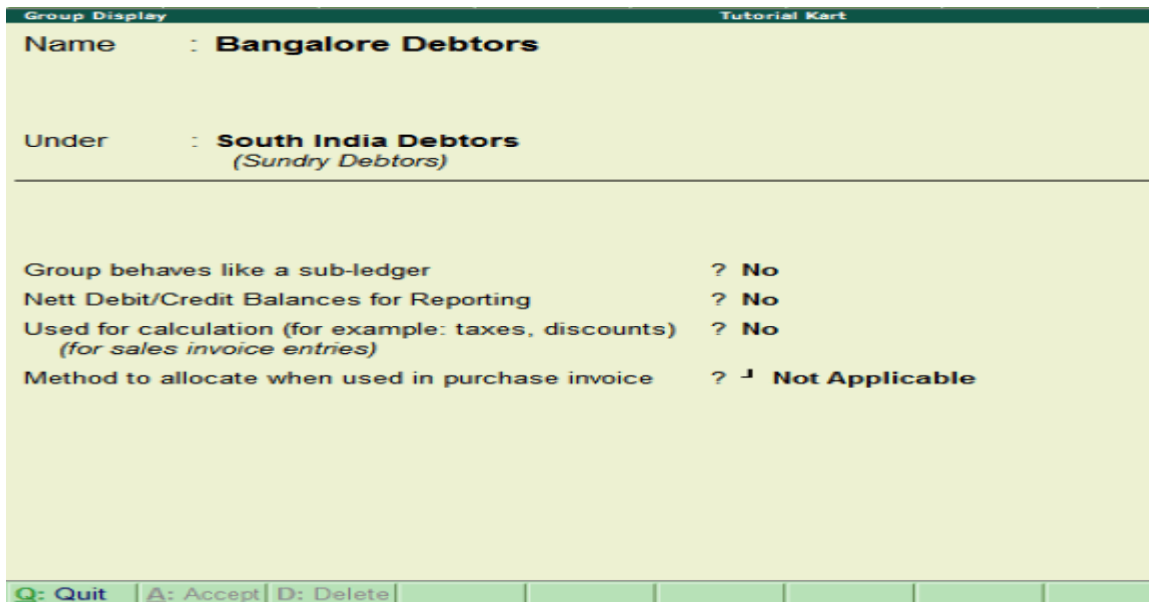 Group Display Tutorial Kart
Name : Bangalore Debtors
Under : South India Debtors
(Sundry Debtors)
Group behaves like a sub-ledger ? No
Nett Debit/Credit Balances for Reporting ? No
Used for calculation (for example: taxes, discounts) ? No
(for sales invoice entries)
Method to allocate when used in purchase invoice ? ┘ Not Applicable
Q: Quit A: Accept D: Delete